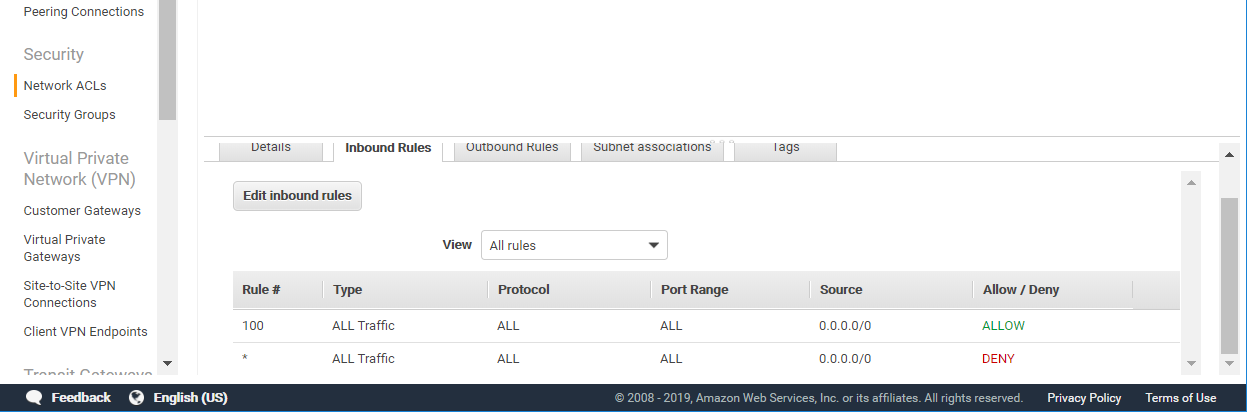 Peering Connections
Security
Network ACLs
Security Groups
Virtual Private
Network (VPN)
Customer Gateways
Virtual Private
Gateways
Site-to-Site VPN
Connections
Client VPN Endpoints
Transit Gateways
Details Inbound Rules Outbound Rules Subnet associations Tags
Edit inbound rules
View All rules
Rule # Type Protocol Port Range Source Allow / Deny
100 ALL Traffic ALL ALL 0.0.0.0/0 ALLOW
* ALL Traffic ALL ALL 0.0.0.0/0 DENY
Feedback English (US) © 2008 - 2019, Amazon Web Services, Inc. or its affiliates. All rights reserved. Privacy Policy Terms of Use